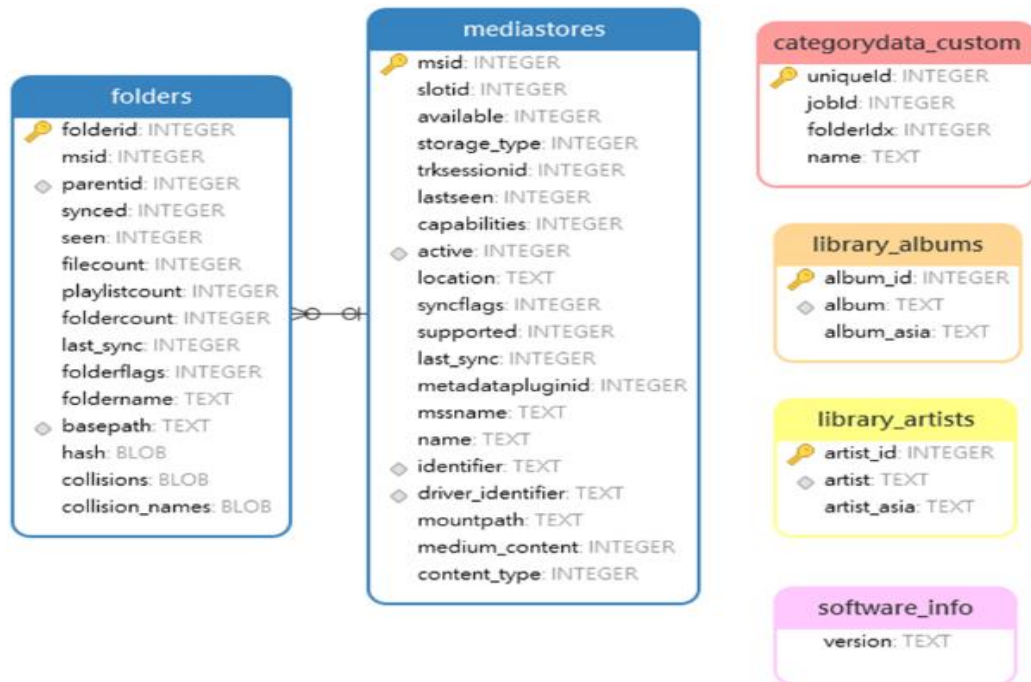 folders
folderid: INTEGER
msid: INTEGER
parentid: INTEGER
synced: INTEGER
seen: INTEGER
filecount: INTEGER
playlistcount: INTEGER
foldercount: INTEGER
last_sync: INTEGER
folderflags: INTEGER
foldername: TEXT
basepath: TEXT
hash: BLOB
collisions: BLOB
collision_names: BLOB
mediastores
msid: INTEGER
slotid: INTEGER
available: INTEGER
storage_type: INTEGER
trksessionid: INTEGER
lastseen: INTEGER
capabilities: INTEGER
active: INTEGER
location: TEXT
syncflags: INTEGER
supported: INTEGER
last_sync: INTEGER
metadatapluginid: INTEGER
mssname: TEXT
name: TEXT
identifier: TEXT
driver_identifier: TEXT
mountpath: TEXT
medium_content: INTEGER
content_type: INTEGER
categorydata_custom
uniqueId: INTEGER
jobId: INTEGER
folderIdx: INTEGER
name: TEXT
library_albums
album_id: INTEGER
album: TEXT
album_asia: TEXT
library_artists
artist_id: INTEGER
artist: TEXT
artist_asia: TEXT
software_info
version: TEXT